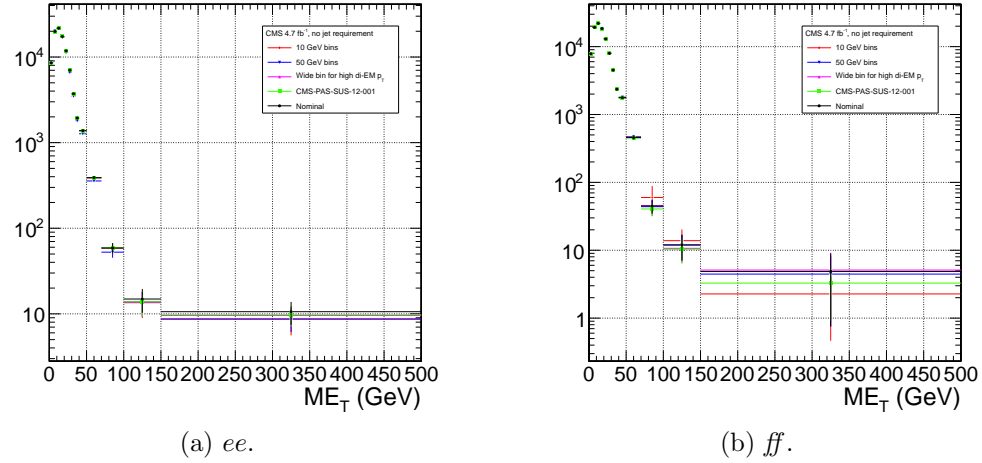 CMS 4.7 fb⁻¹, no jet requirement
10 GeV bins
50 GeV bins
Wide bin for high di-EM p_T
CMS-PAS-SUS-12-001
Nominal
10⁴
10³
10²
10
0 50 100 150 200 250 300 350 400 450 500
ME_T (GeV)
(a) ee.
CMS 4.7 fb⁻¹, no jet requirement
10 GeV bins
50 GeV bins
Wide bin for high di-EM p_T
CMS-PAS-SUS-12-001
Nominal
10⁴
10³
10²
10
1
0 50 100 150 200 250 300 350 400 450 500
ME_T (GeV)
(b) ff.